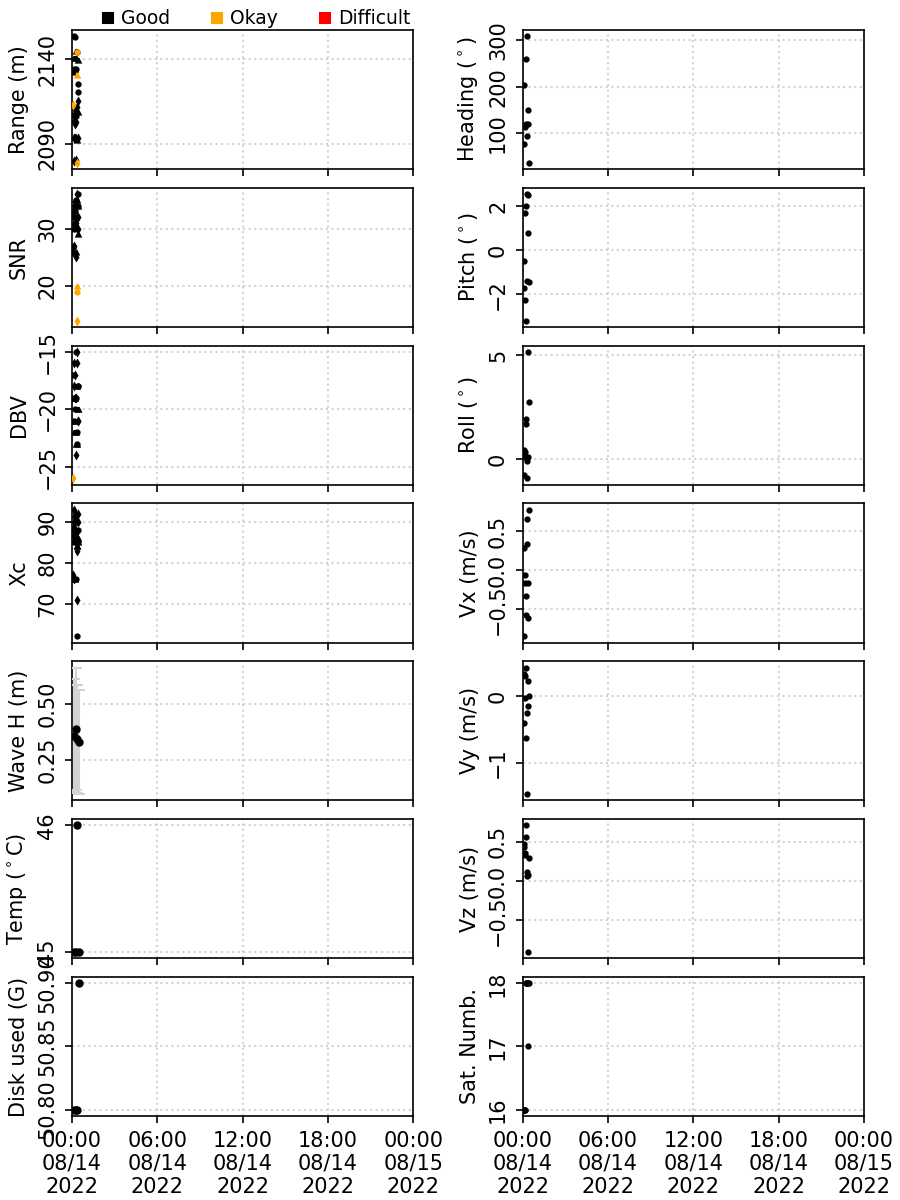 Good Okay Difficult
Range (m)
2140
2090
Heading (°)
300
200
100
SNR
30
20
Pitch (°)
2
0
−2
DBV
−15
−20
−25
Roll (°)
5
0
Xc
90
80
70
Vx (m/s)
0.5
0.0
−0.5
Wave H (m)
0.50
0.25
Vy (m/s)
0
−1
Temp (°C)
46
45
Vz (m/s)
0.5
0.0
−0.5
Disk used (G)
50.90
50.85
50.80
Sat. Numb.
18
17
16
00:00 06:00 12:00 18:00 00:00
08/14 08/14 08/14 08/14 08/15
2022 2022 2022 2022 2022
00:00 06:00 12:00 18:00 00:00
08/14 08/14 08/14 08/14 08/15
2022 2022 2022 2022 2022